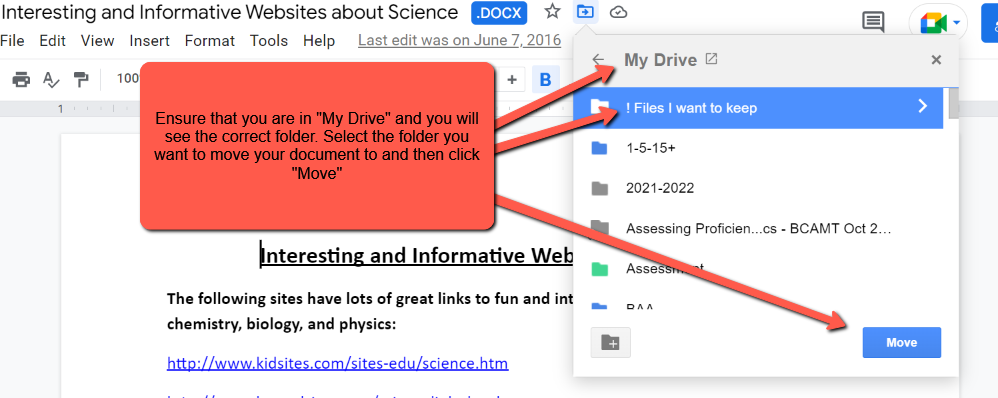 Interesting and Informative Websites about Science .DOCX
File Edit View Insert Format Tools Help Last edit was on June 7, 2016
100
B
1
My Drive
! Files I want to keep
1-5-15+
2021-2022
Assessing Proficien...cs - BCAMT Oct 2…
Assessment
BAA
Move
Ensure that you are in "My Drive" and you will
see the correct folder. Select the folder you
want to move your document to and then click
"Move"
Interesting and Informative Web
The following sites have lots of great links to fun and int
chemistry, biology, and physics:
http://www.kidsites.com/sites-edu/science.htm